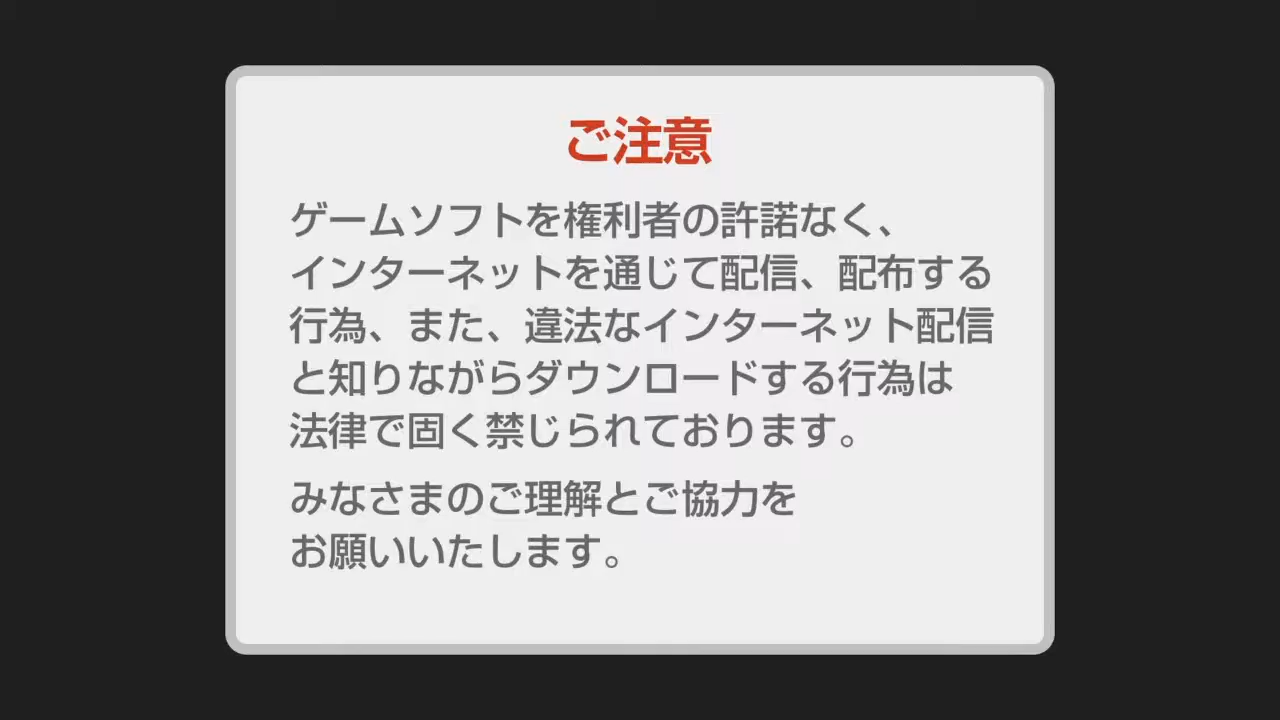 ご注意
ゲームソフトを権利者の許諾なく、
インターネットを通じて配信、配布する
行為、また、違法なインターネット配信
と知りながらダウンロードする行為は
法律で固く禁じられております。
みなさまのご理解とご協力を
お願いいたします。